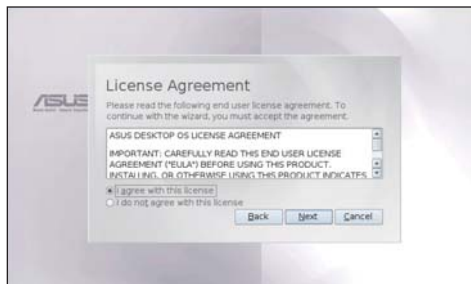 License Agreement
Please read the following end user license agreement. To
continue with the wizard, you must accept the agreement.
ASUS
ASUS DESKTOP OS LICENSE AGREEMENT
IMPORTANT: CAREFULLY READ THIS END USER LICENSE
AGREEMENT ("EULA") BEFORE USING THIS PRODUCT.
INSTALLING, OR OTHERWISE USING THIS PRODUCT INDICATES
I agree with this license
I do not agree with this license
Back Next Cancel